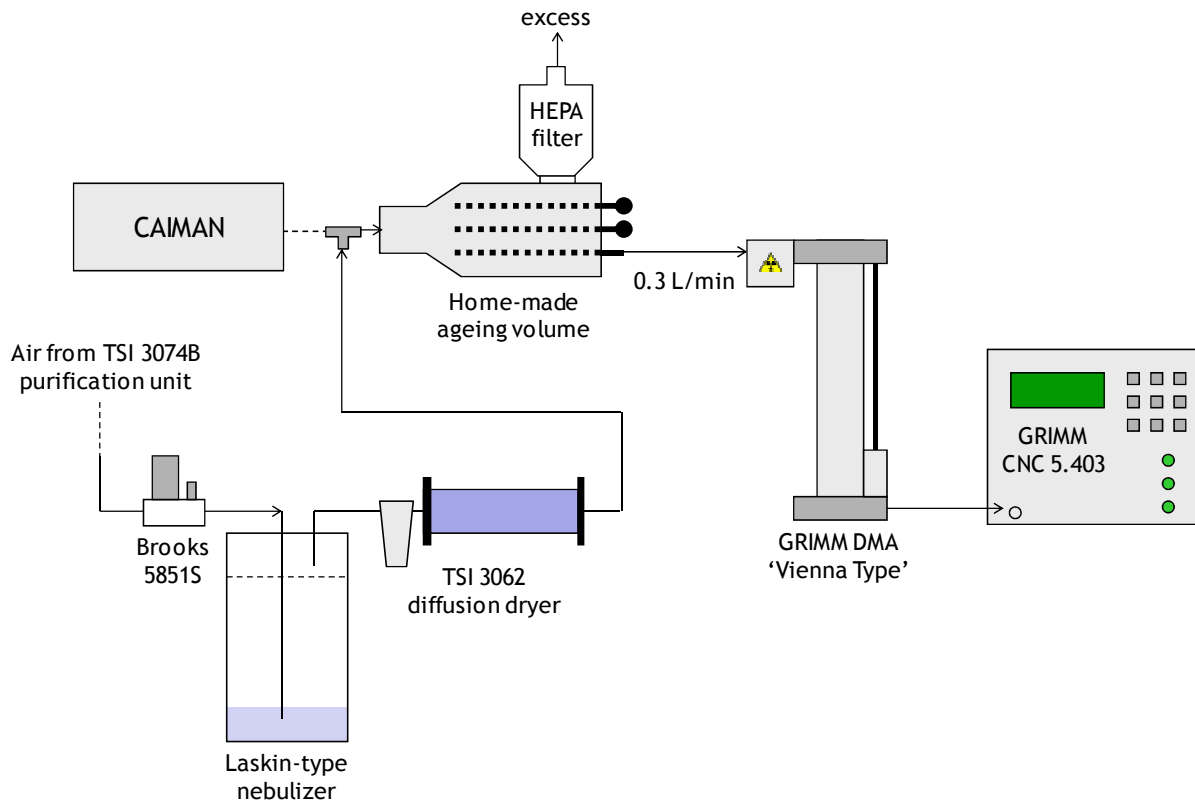 excess
HEPA
filter
CAIMAN
0.3 L/min
Home-made
ageing volume
Air from TSI 3074B
purification unit
GRIMM
CNC 5.403
Brooks
5851S
TSI 3062
diffusion dryer
GRIMM DMA
‘Vienna Type’
Laskin-type
nebulizer